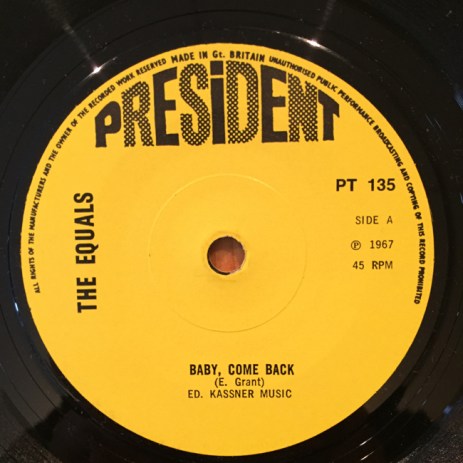 ALL RIGHTS OF THE MANUFACTURERS AND THE OWNER OF THE RECORDED WORK RESERVED MADE IN Gt. BRITAIN UNAUTHORISED PUBLIC PERFORMANCE BROADCASTING AND COPYING OF THIS RECORD PROHIBITED
PRESiDENT
THE EQUALS
PT 135
SIDE A
℗ 1967
45 RPM
BABY, COME BACK
(E. Grant)
ED. KASSNER MUSIC